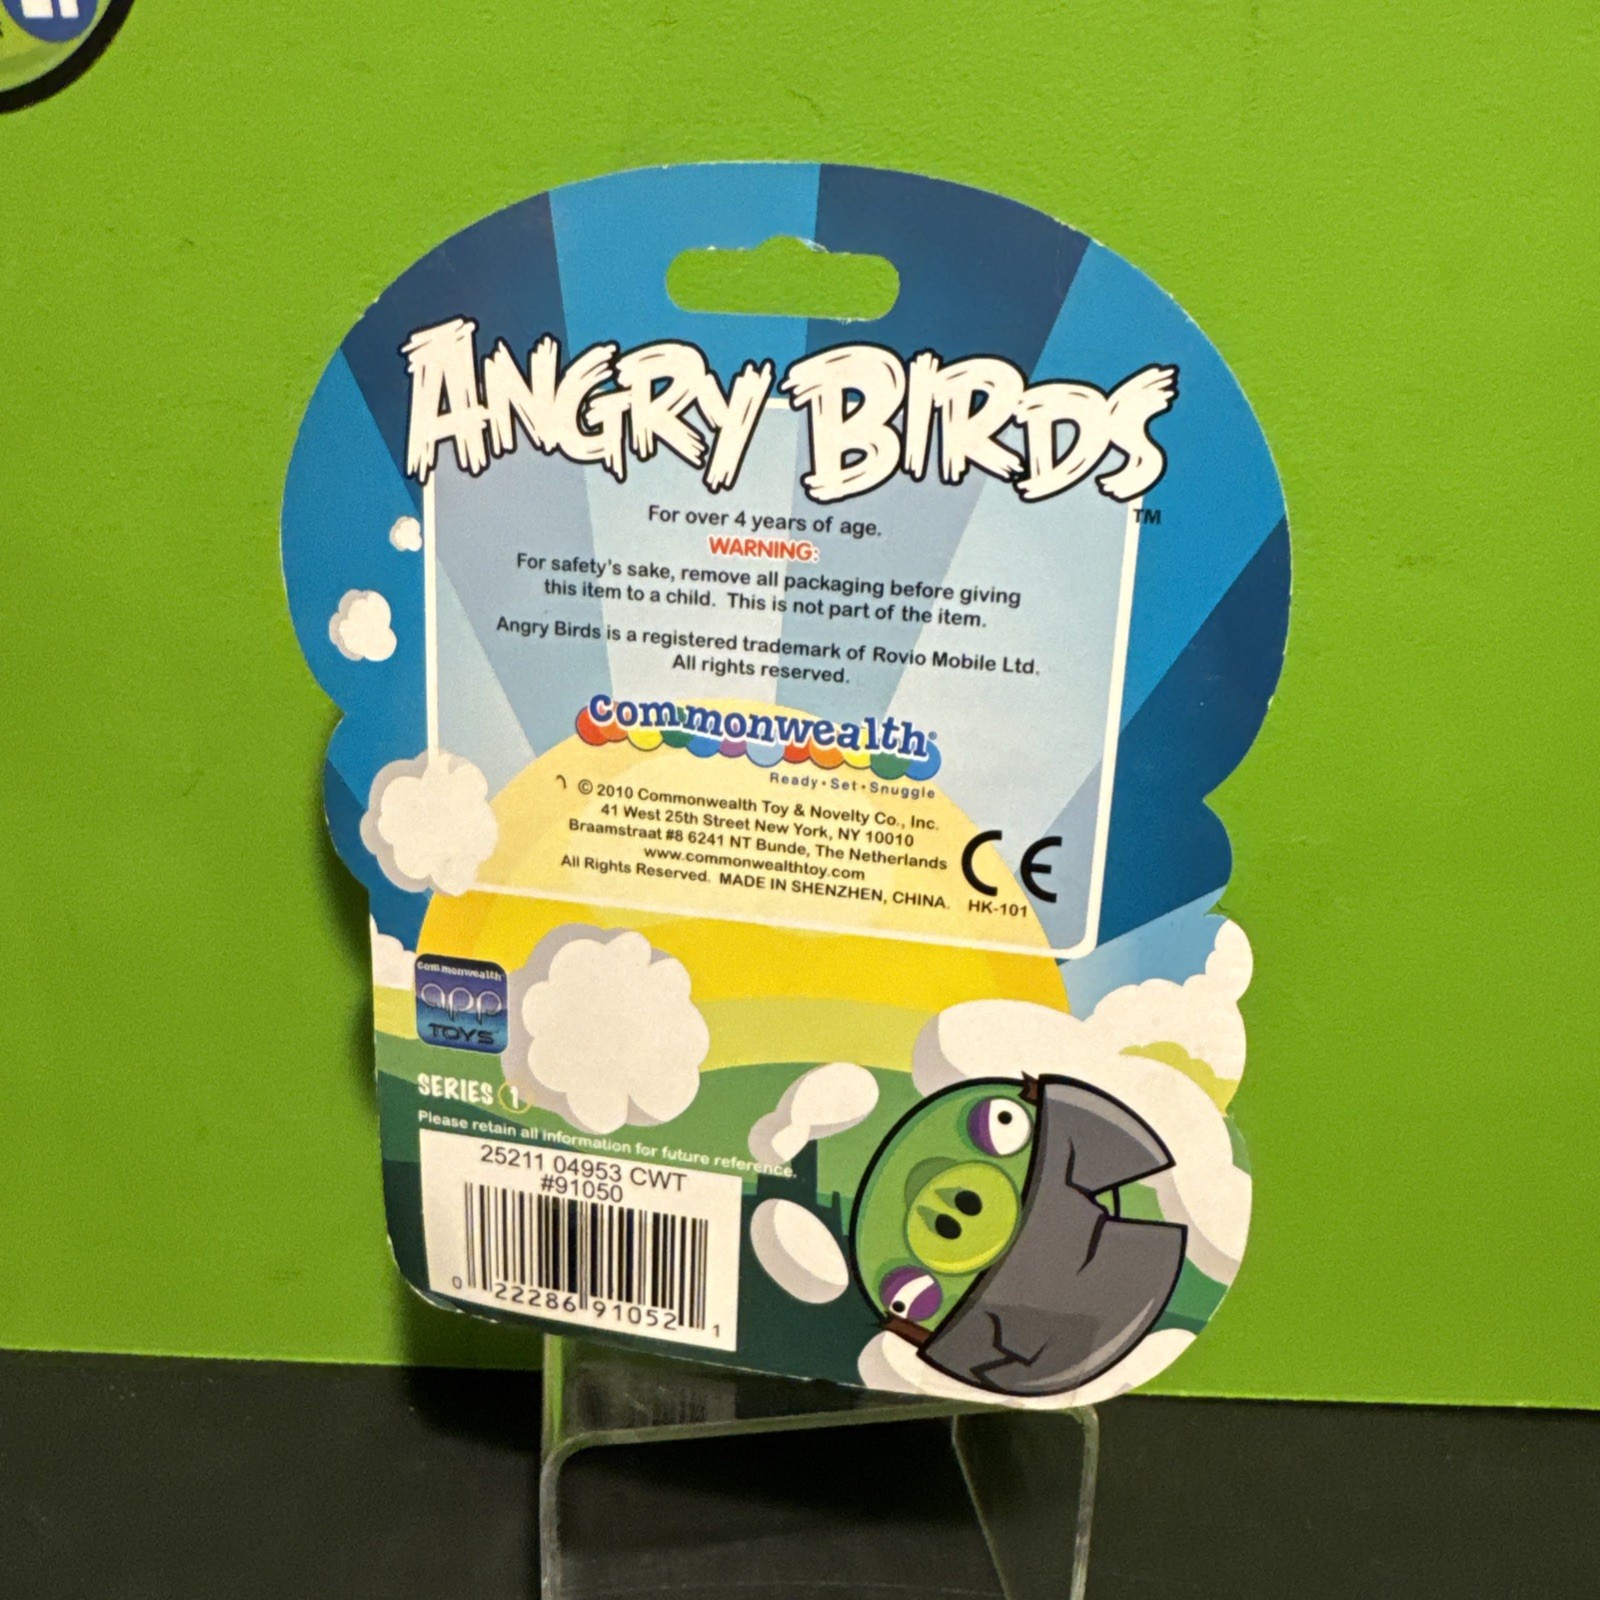 ANGRY BIRDS
TM
For over 4 years of age.
WARNING:
For safety's sake, remove all packaging before giving
this item to a child. This is not part of the item.
Angry Birds is a registered trademark of Rovio Mobile Ltd.
All rights reserved.
commonwealth®
Ready • Set • Snuggle
© 2010 Commonwealth Toy & Novelty Co., Inc.
41 West 25th Street New York, NY 10010
Braamstraat #8 6241 NT Bunde, The Netherlands
www.commonwealthtoy.com
All Rights Reserved. MADE IN SHENZHEN, CHINA.
CE
HK-101
commonwealth
app
TOYS
SERIES 1
Please retain all information for future reference.
25211 04953 CWT
#91050
0 22286 91052 1